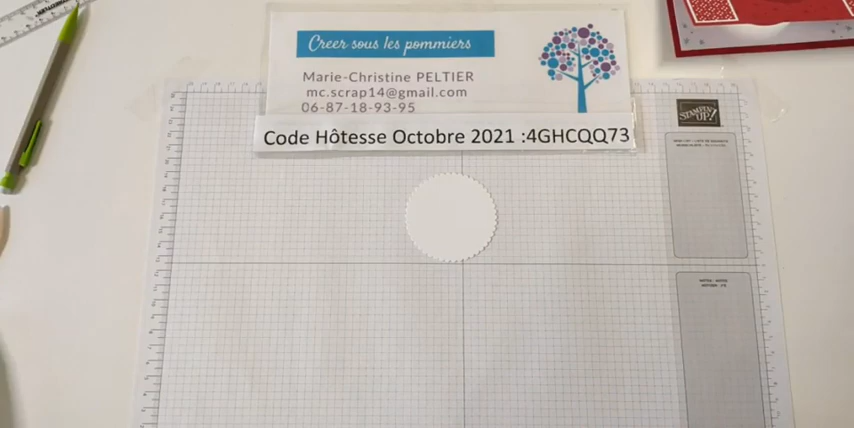 Creer sous les pommiers
Marie-Christine PELTIER
mc.scrap14@gmail.com
06-87-18-93-95
Code Hôtesse Octobre 2021 :4GHCQQ73
STAMPIN' UP!